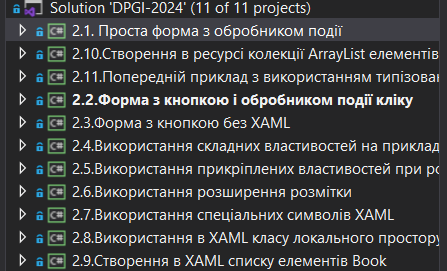 Solution 'DPGI-2024' (11 of 11 projects)
C# 2.1. Проста форма з обробником події
C# 2.10.Створення в ресурсі колекції ArrayList елементів
C# 2.11.Попередній приклад з використанням типізован
C# 2.2.Форма з кнопкою і обробником події кліку
C# 2.3.Форма з кнопкою без XAML
C# 2.4.Використання складних властивостей на приклад
C# 2.5.Використання прикріплених властивостей при ро
C# 2.6.Використання розширення розмітки
C# 2.7.Використання спеціальних символів XAML
C# 2.8.Використання в XAML класу локального простору
C# 2.9.Створення в XAML списку елементів Book